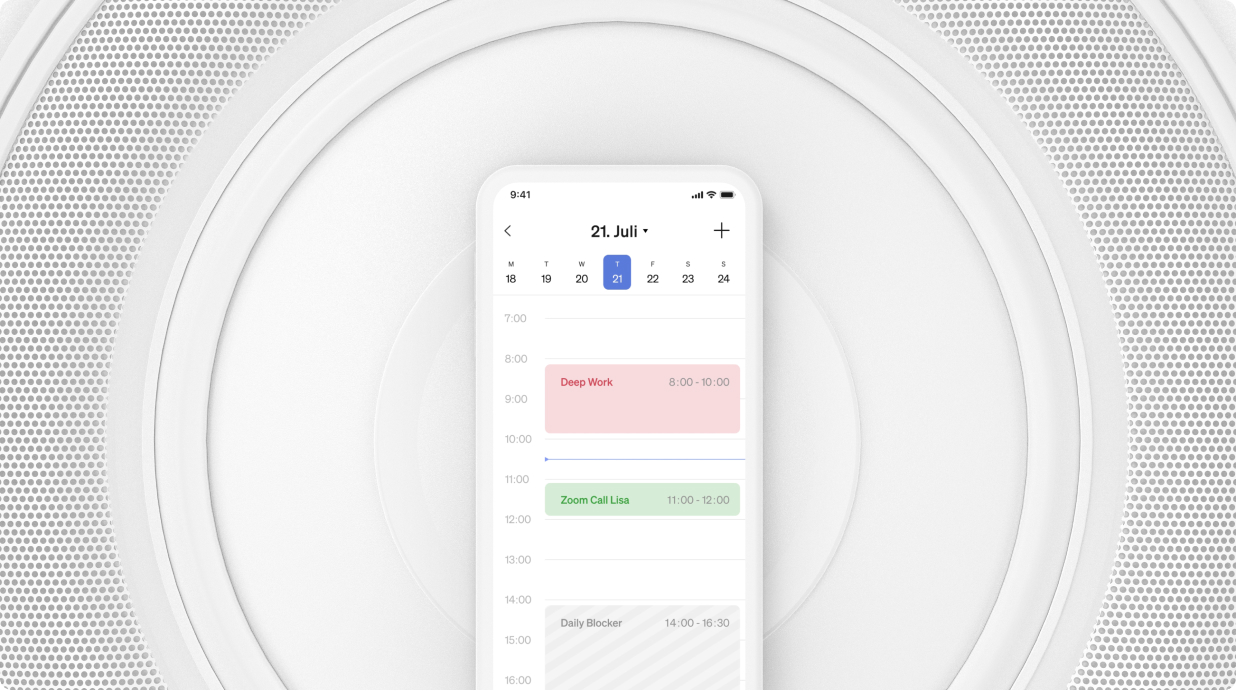 9:41
21. Juli
M T W T F S S
18 19 20 21 22 23 24
7:00
8:00
Deep Work 8:00 - 10:00
9:00
10:00
11:00
Zoom Call Lisa 11:00 - 12:00
12:00
13:00
14:00
Daily Blocker 14:00 - 16:30
15:00
16:00